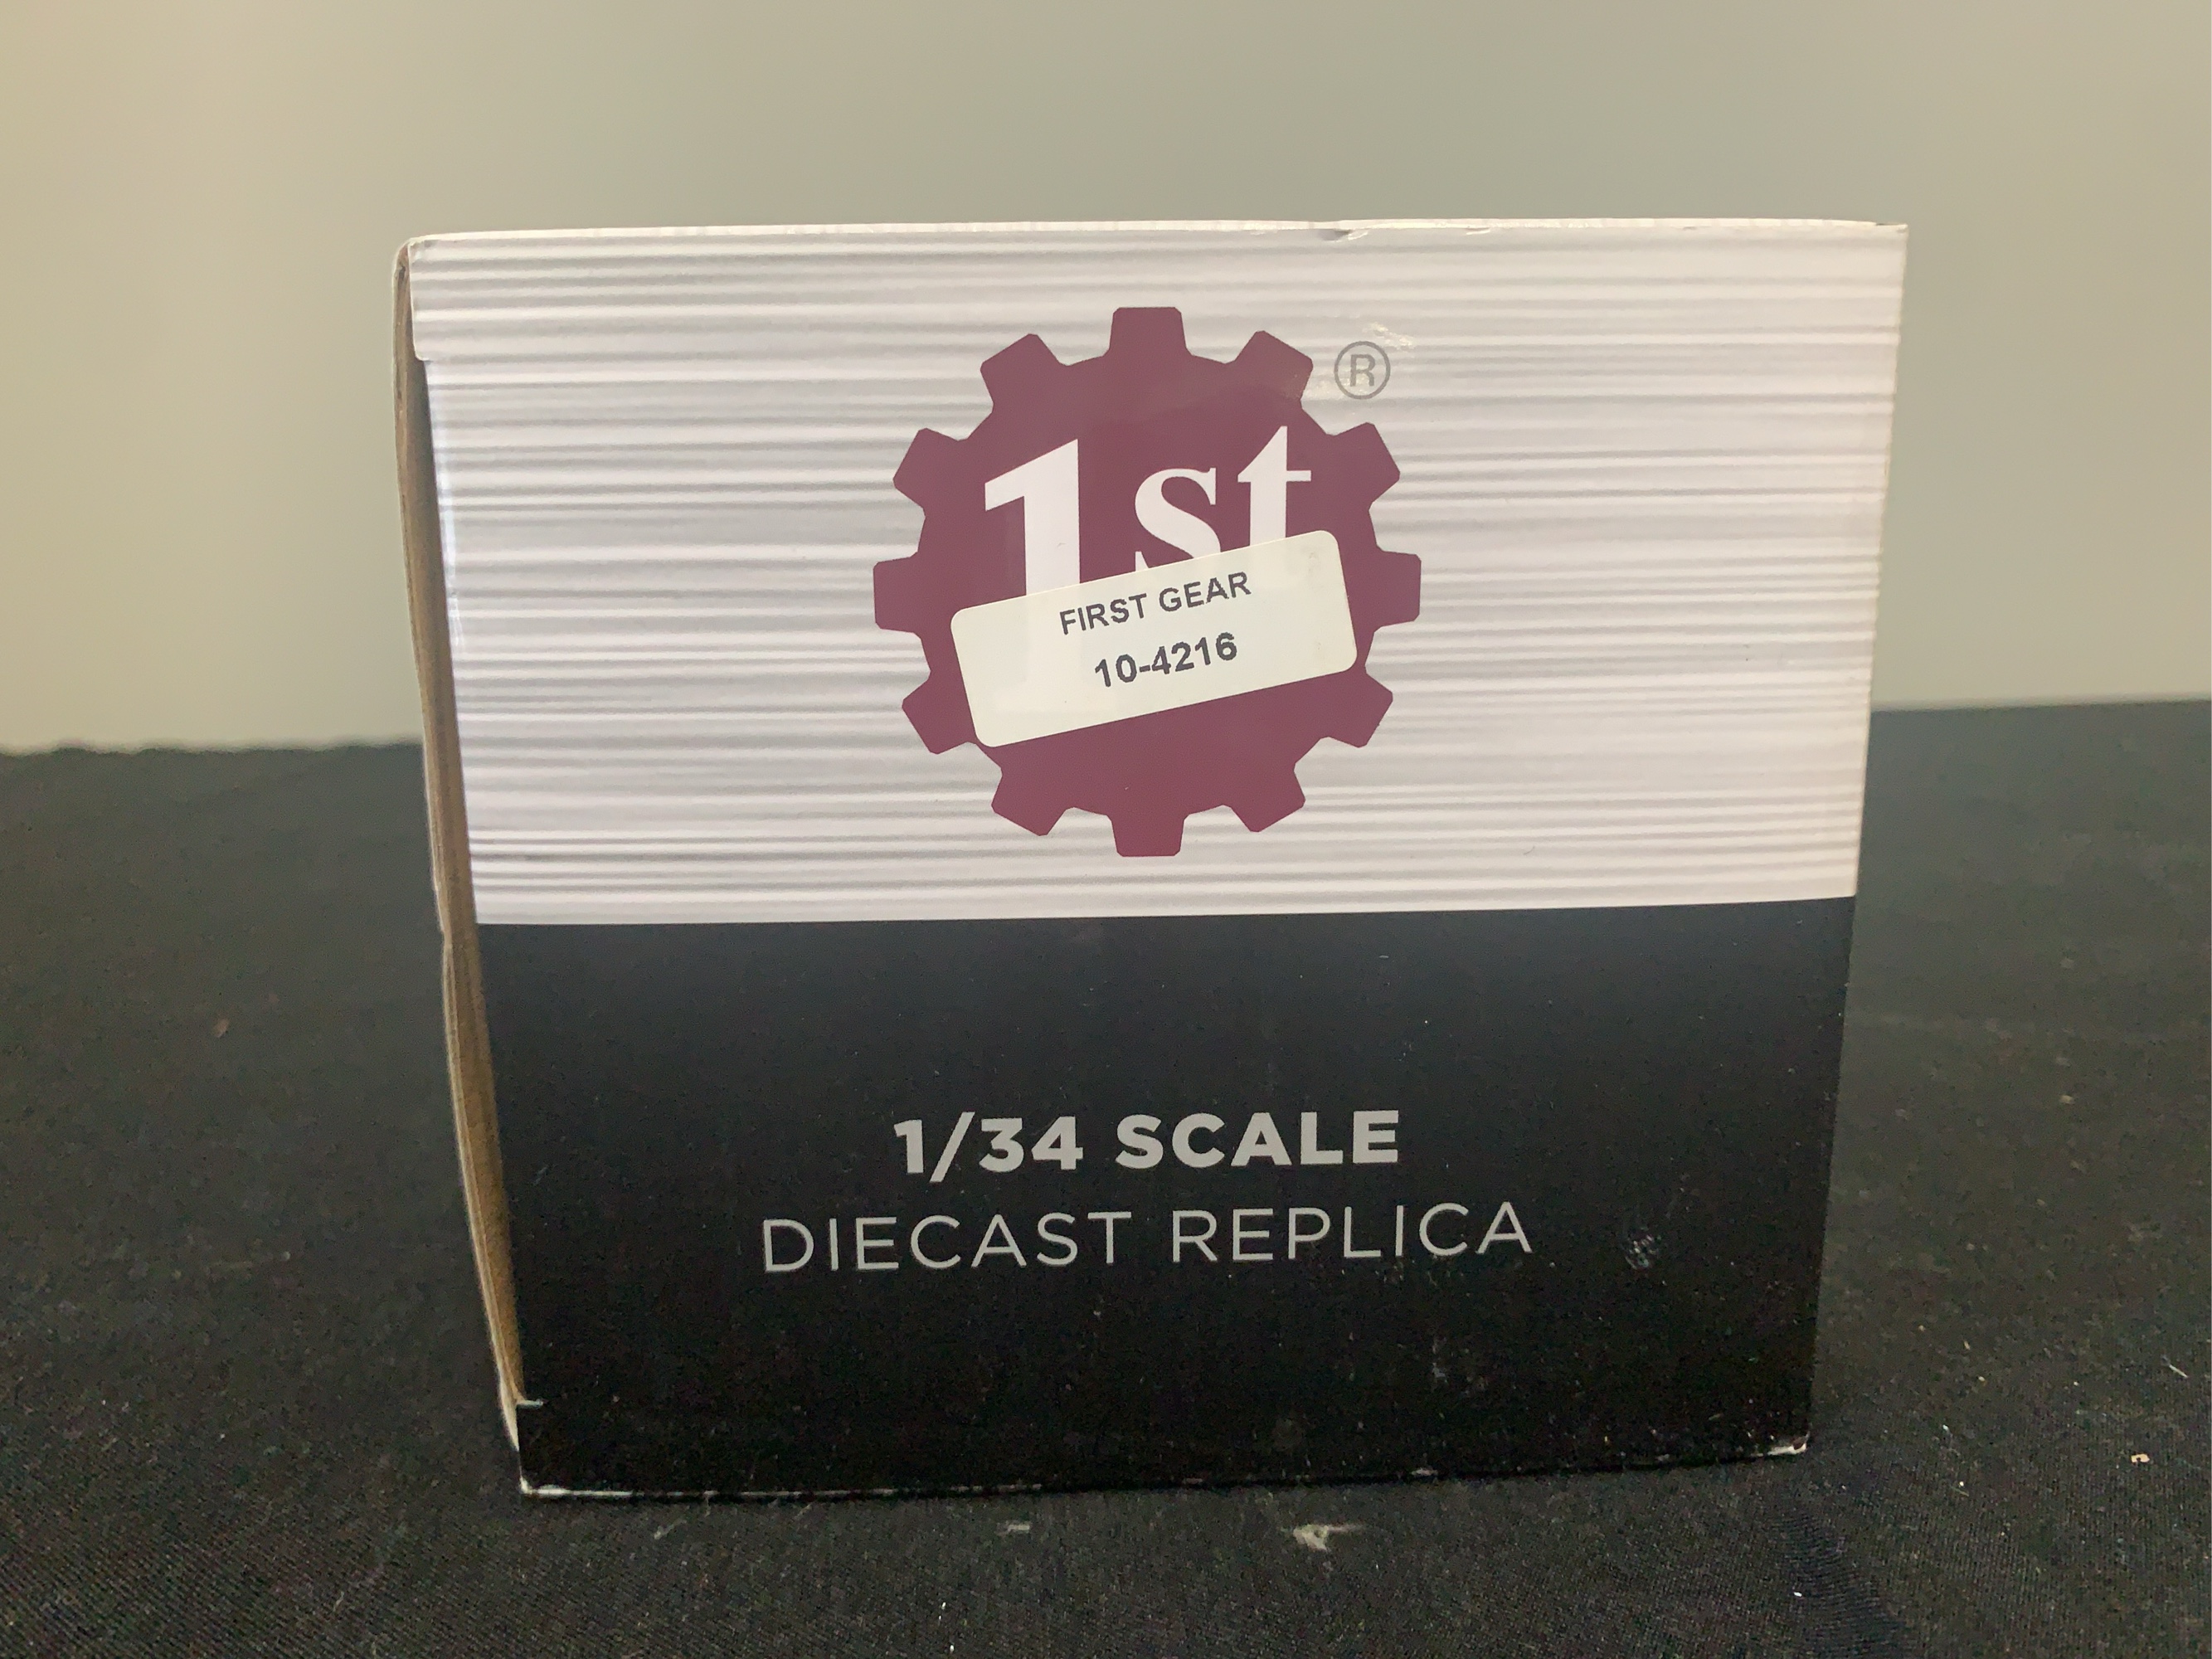 1st
®
FIRST GEAR
10-4216
1/34 SCALE
DIECAST REPLICA